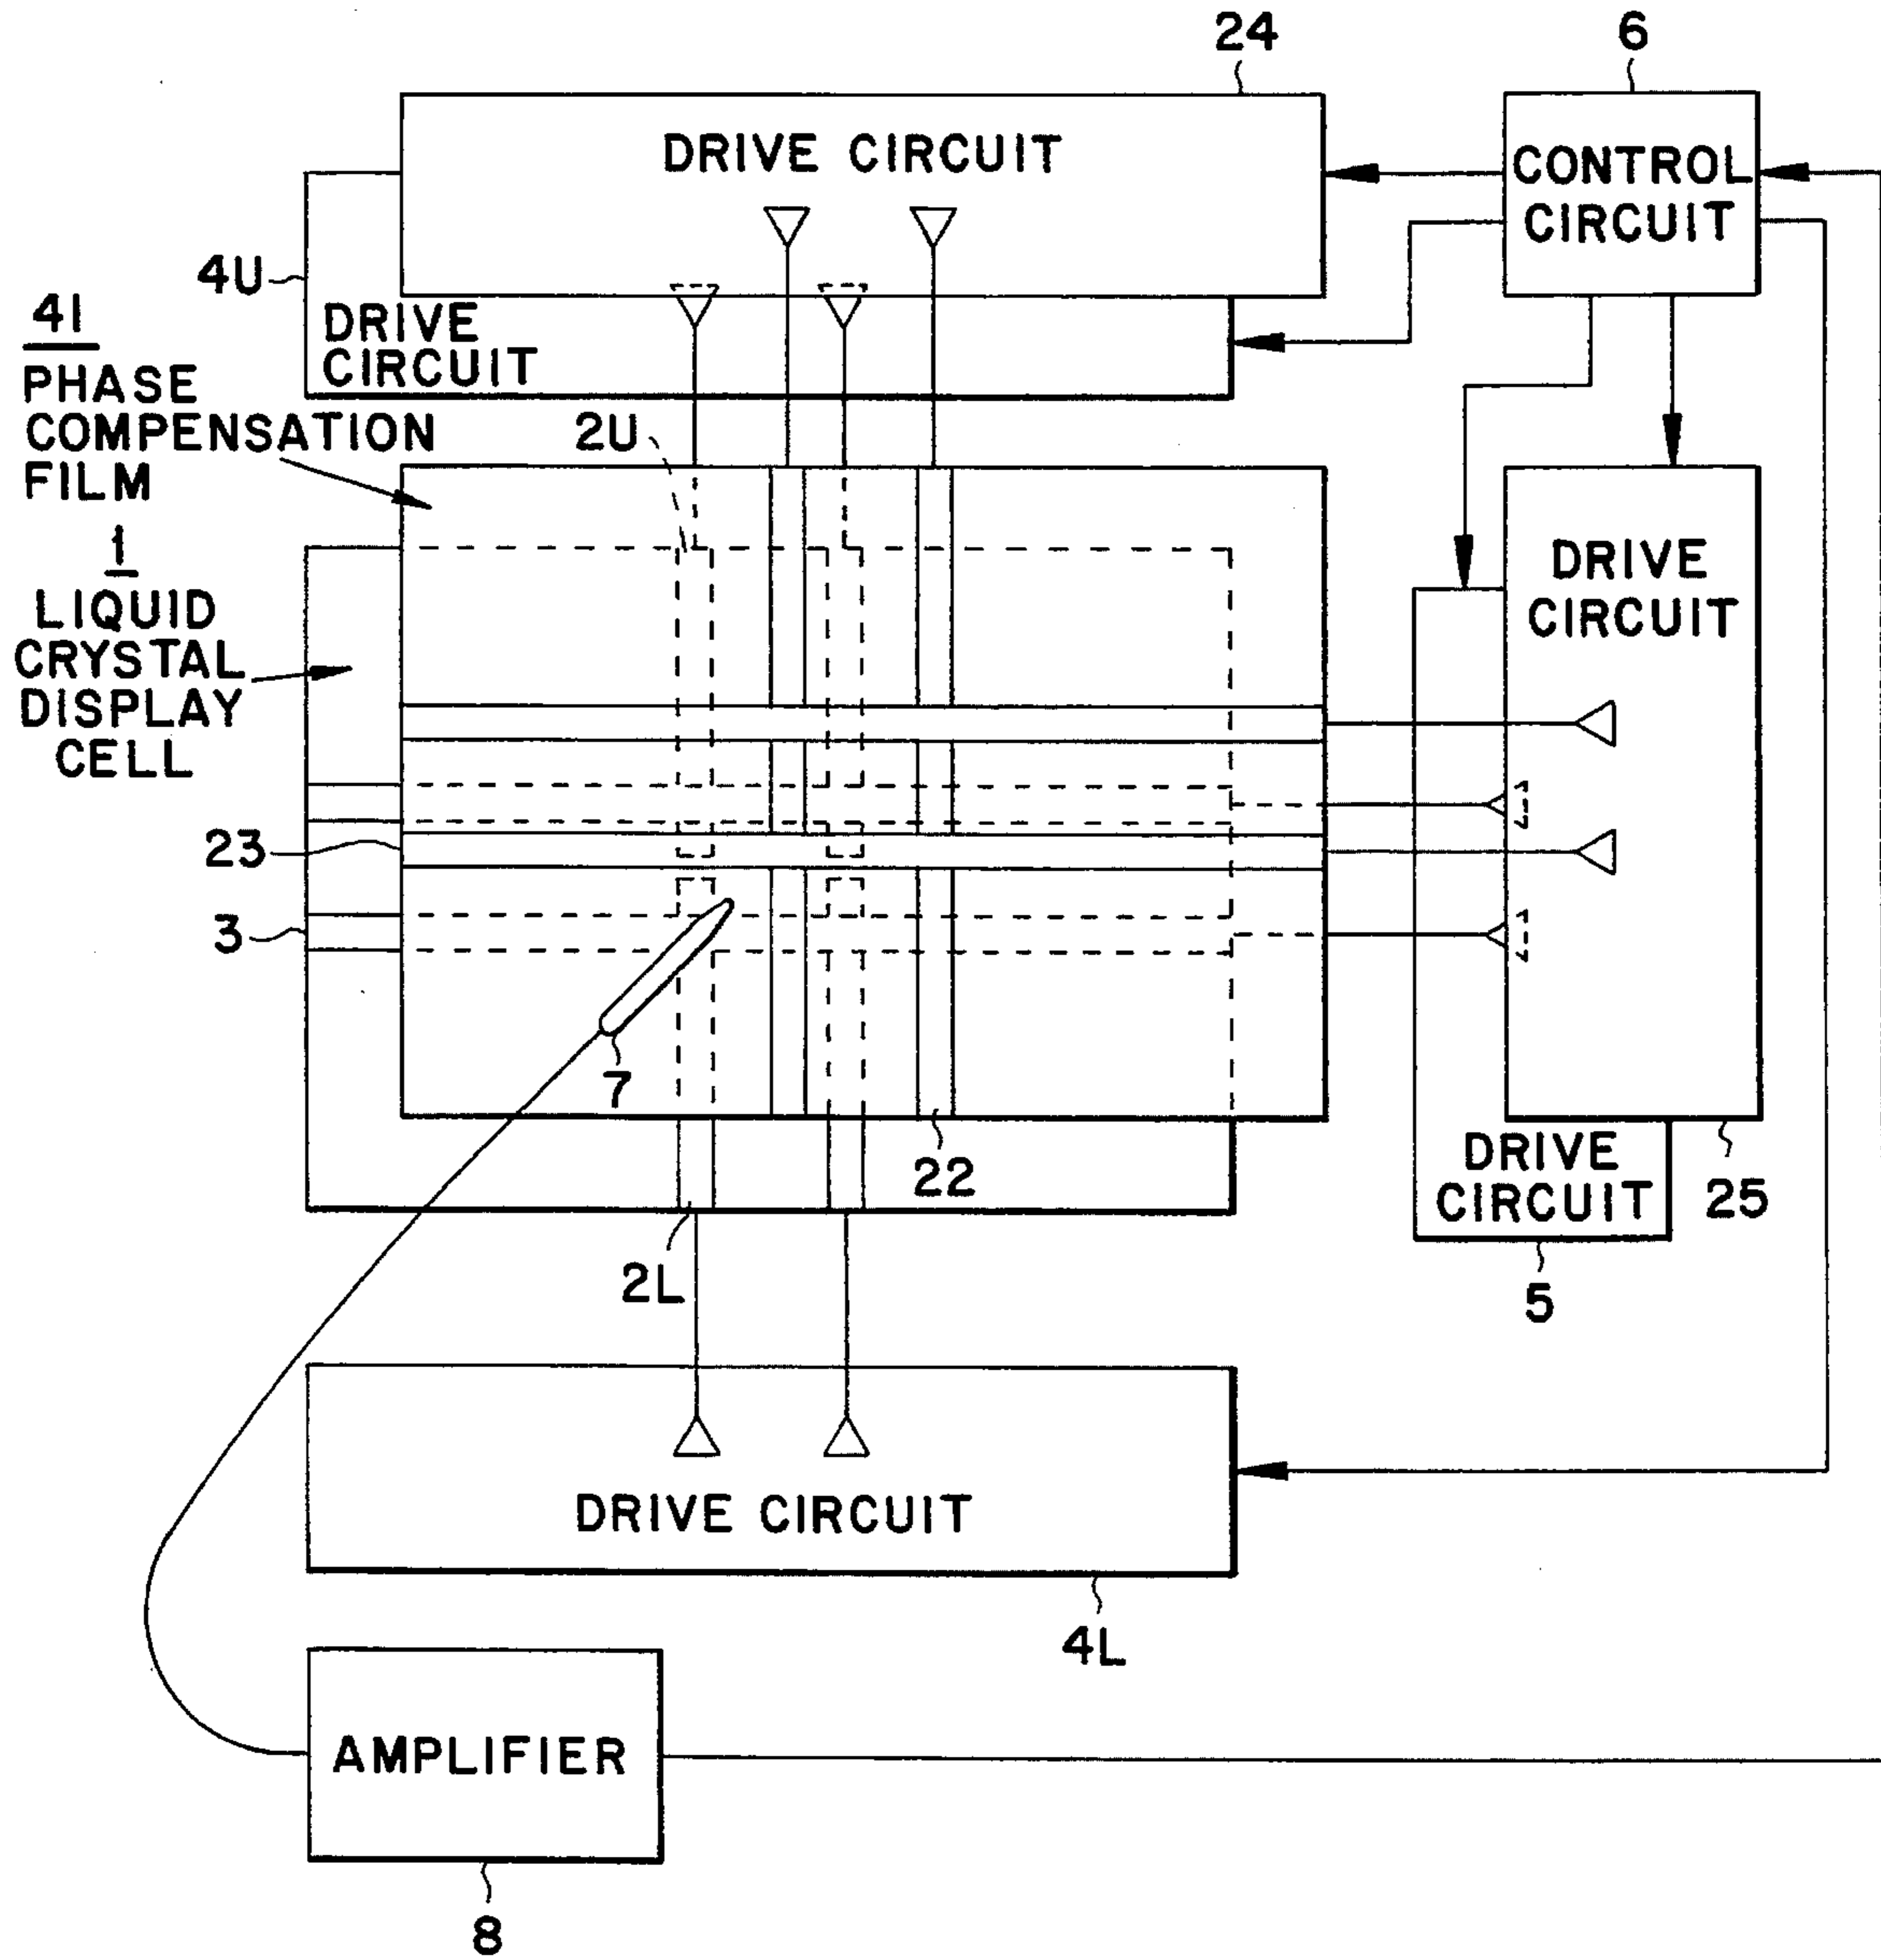 24
6
DRIVE CIRCUIT
CONTROL
CIRCUIT
4U
DRIVE
CIRCUIT
41
PHASE
COMPENSATION
FILM
2U
1
LIQUID
CRYSTAL
DISPLAY
CELL
DRIVE
CIRCUIT
23
3
7
22
2L
DRIVE
CIRCUIT
25
5
DRIVE CIRCUIT
4L
AMPLIFIER
8